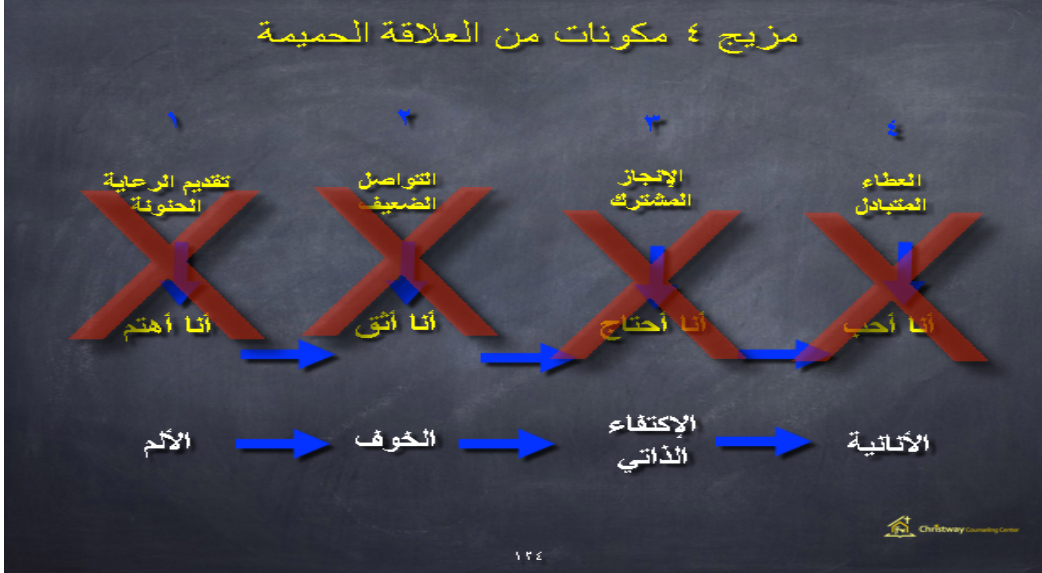 مزيج ٤ مكونات من العلاقة الحميمة
١
٢
٣
٤
تقديم الرعاية
الحنونة
التواصل
الضعيف
الإنجاز
المشترك
العطاء
المتبادل
أنا أهتم
أنا أثق
أنا أحتاج
أنا أحب
الألم
الخوف
الإكتفاء
الذاتي
الأنانية
Christway Counseling Center
١٣٤